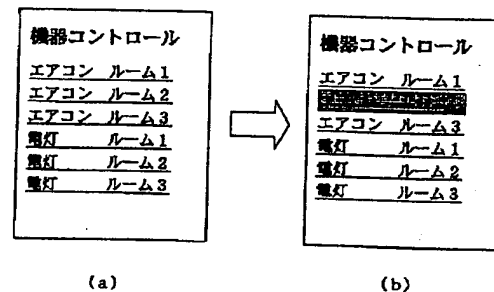 機器コントロール
エアコン ルーム1
エアコン ルーム2
エアコン ルーム3
電灯 ルーム1
電灯 ルーム2
電灯 ルーム3
(a)
機器コントロール
エアコン ルーム1
エアコン ルーム3
電灯 ルーム1
電灯 ルーム2
電灯 ルーム3
(b)